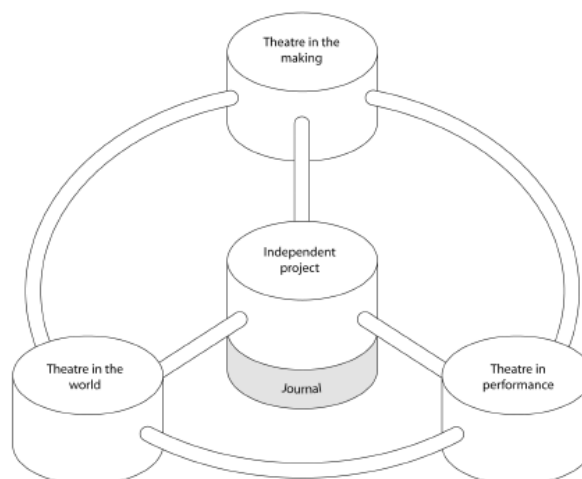 Theatre in the
making
Independent
project
Journal
Theatre in the
world
Theatre in
performance